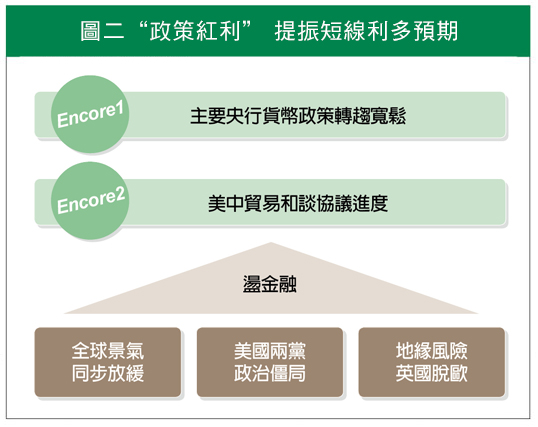 圖二“政策紅利” 提振短線利多預期
Encore1
主要央行貨幣政策轉趨寬鬆
Encore2
美中貿易和談協議進度
盪金融
全球景氣
同步放緩
美國兩黨
政治僵局
地緣風險
英國脫歐